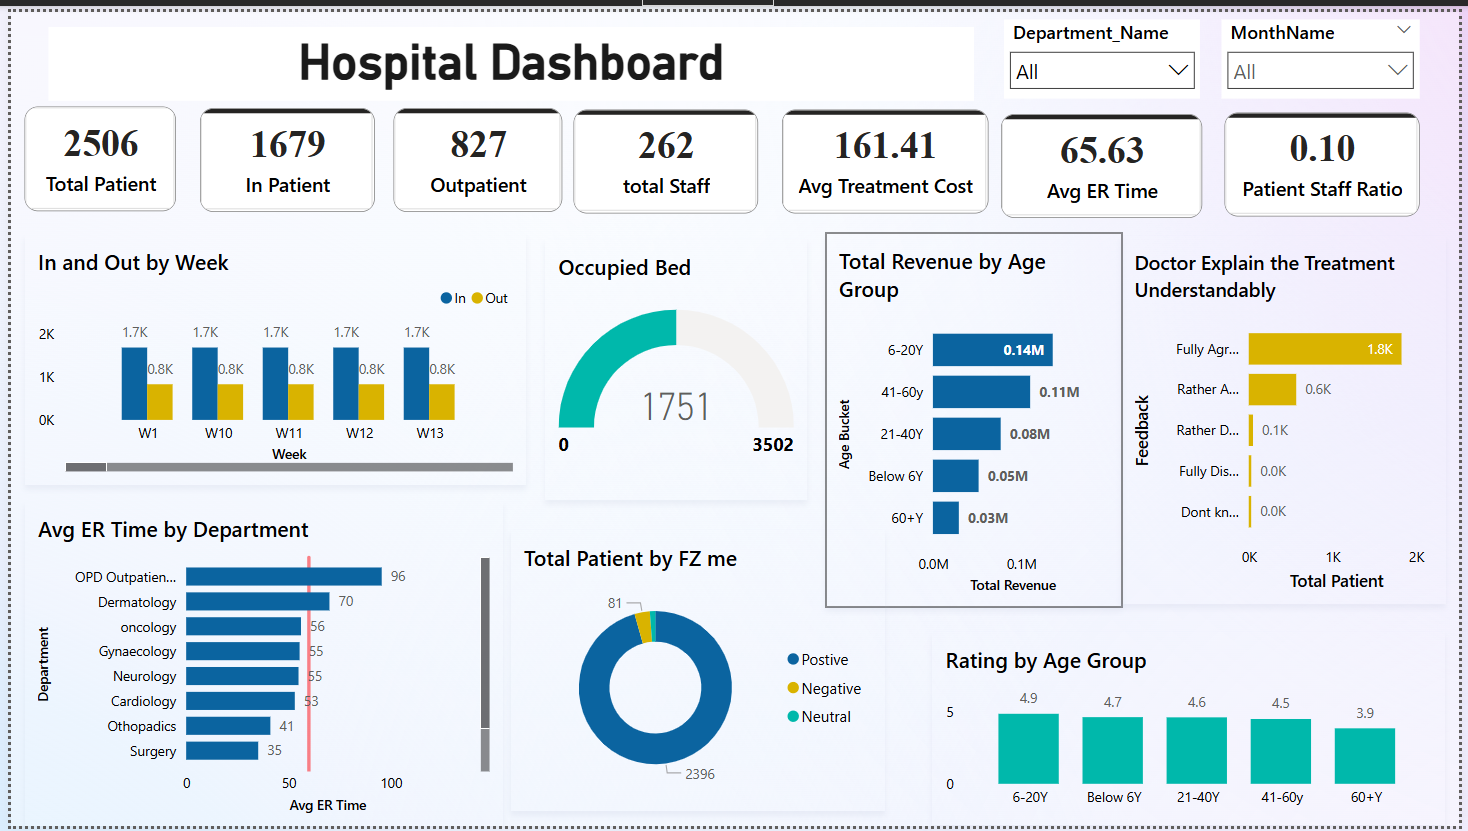 Hospital Dashboard
Department_Name
All
MonthName
All
2506
Total Patient
1679
In Patient
827
Outpatient
262
total Staff
161.41
Avg Treatment Cost
65.63
Avg ER Time
0.10
Patient Staff Ratio
In and Out by Week
In Out
2K
1K
0K
1.7K 1.7K 1.7K 1.7K 1.7K
0.8K 0.8K 0.8K 0.8K 0.8K
W1 W10 W11 W12 W13
Week
Occupied Bed
1751
0 3502
Total Revenue by Age
Group
Age Bucket
6-20Y 0.14M
41-60y 0.11M
21-40Y 0.08M
Below 6Y 0.05M
60+Y 0.03M
0.0M 0.1M
Total Revenue
Doctor Explain the Treatment
Understandably
Feedback
Fully Agr... 1.8K
Rather A... 0.6K
Rather D... 0.1K
Fully Dis... 0.0K
Dont kn... 0.0K
0K 1K 2K
Total Patient
Avg ER Time by Department
Department
OPD Outpatien... 96
Dermatology 70
oncology 56
Gynaecology 55
Neurology 55
Cardiology 53
Othopadics 41
Surgery 35
0 50 100
Avg ER Time
Total Patient by FZ me
81
2396
Postive
Negative
Neutral
Rating by Age Group
5
0
4.9 4.7 4.6 4.5 3.9
6-20Y Below 6Y 21-40Y 41-60y 60+Y